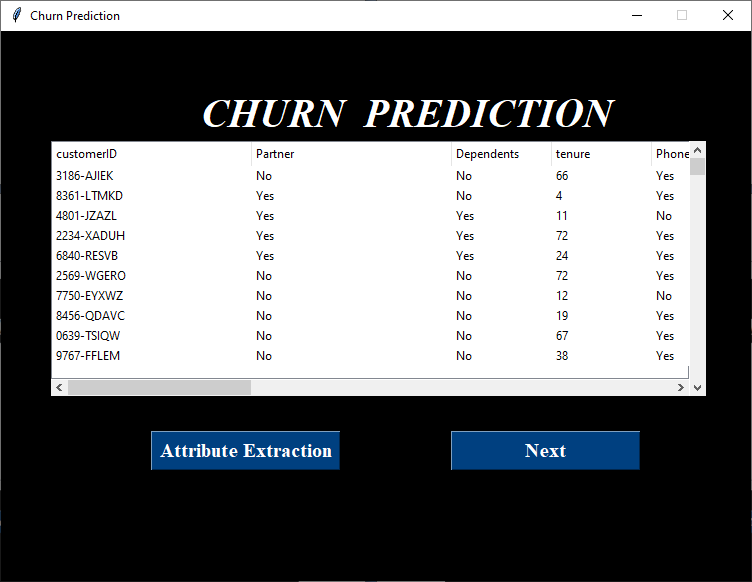 Churn Prediction
CHURN PREDICTION
customerID Partner Dependents tenure Phone
3186-AJIEK No No 66 Yes
8361-LTMKD Yes No 4 Yes
4801-JZAZL Yes Yes 11 No
2234-XADUH Yes Yes 72 Yes
6840-RESVB Yes Yes 24 Yes
2569-WGERO No No 72 Yes
7750-EYXWZ No No 12 No
8456-QDAVC No No 19 Yes
0639-TSIQW No No 67 Yes
9767-FFLEM No No 38 Yes
Attribute Extraction Next